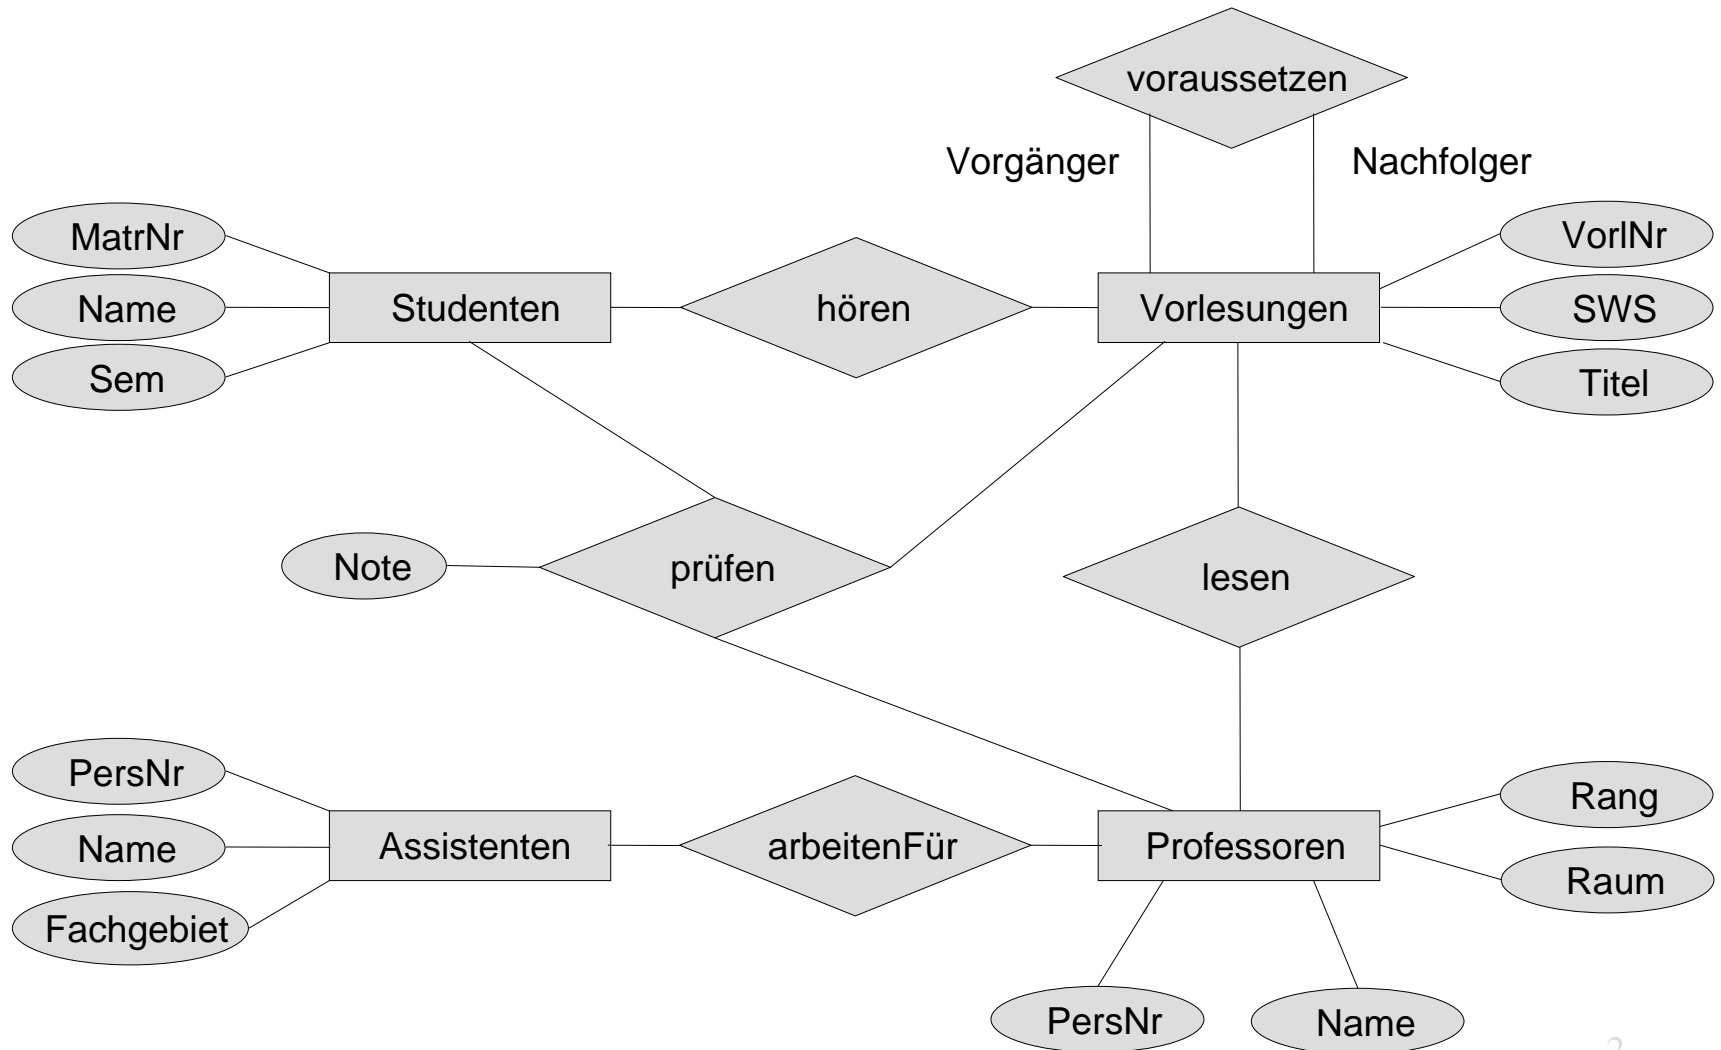 voraussetzen
Vorgänger
Nachfolger
MatrNr
VorlNr
Name
Studenten
hören
Vorlesungen
SWS
Sem
Titel
Note
prüfen
lesen
PersNr
Rang
Name
Assistenten
arbeitenFür
Professoren
Raum
Fachgebiet
PersNr
Name
2